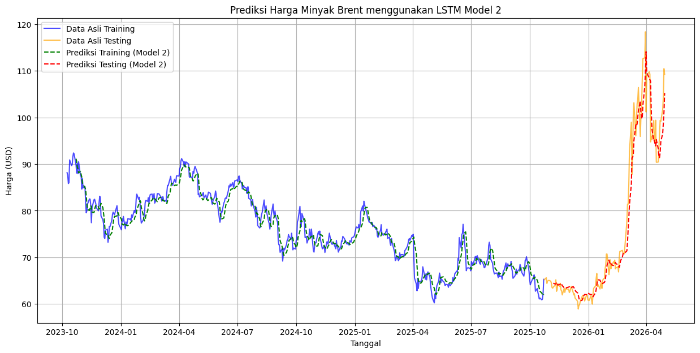 Prediksi Harga Minyak Brent menggunakan LSTM Model 2
Data Asli Training
Data Asli Testing
Prediksi Training (Model 2)
Prediksi Testing (Model 2)
Harga (USD)
120
110
100
90
80
70
60
2023-10 2024-01 2024-04 2024-07 2024-10 2025-01 2025-04 2025-07 2025-10 2026-01 2026-04
Tanggal